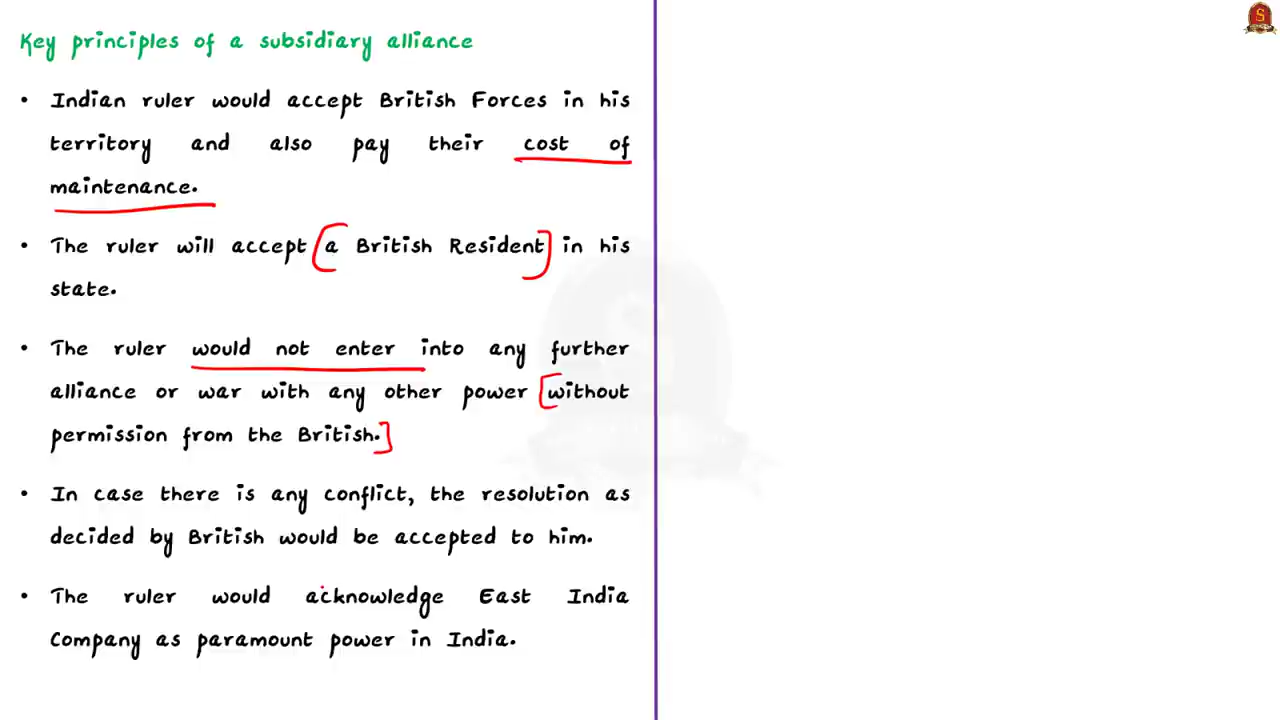 Key principles of a subsidiary alliance
• Indian ruler would accept British Forces in his
territory and also pay their cost of
maintenance.
• The ruler will accept [a British Resident] in his
state.
• The ruler would not enter into any further
alliance or war with any other power [without
permission from the British.]
• In case there is any conflict, the resolution as
decided by British would be accepted to him.
• The ruler would acknowledge East India
Company as paramount power in India.
S